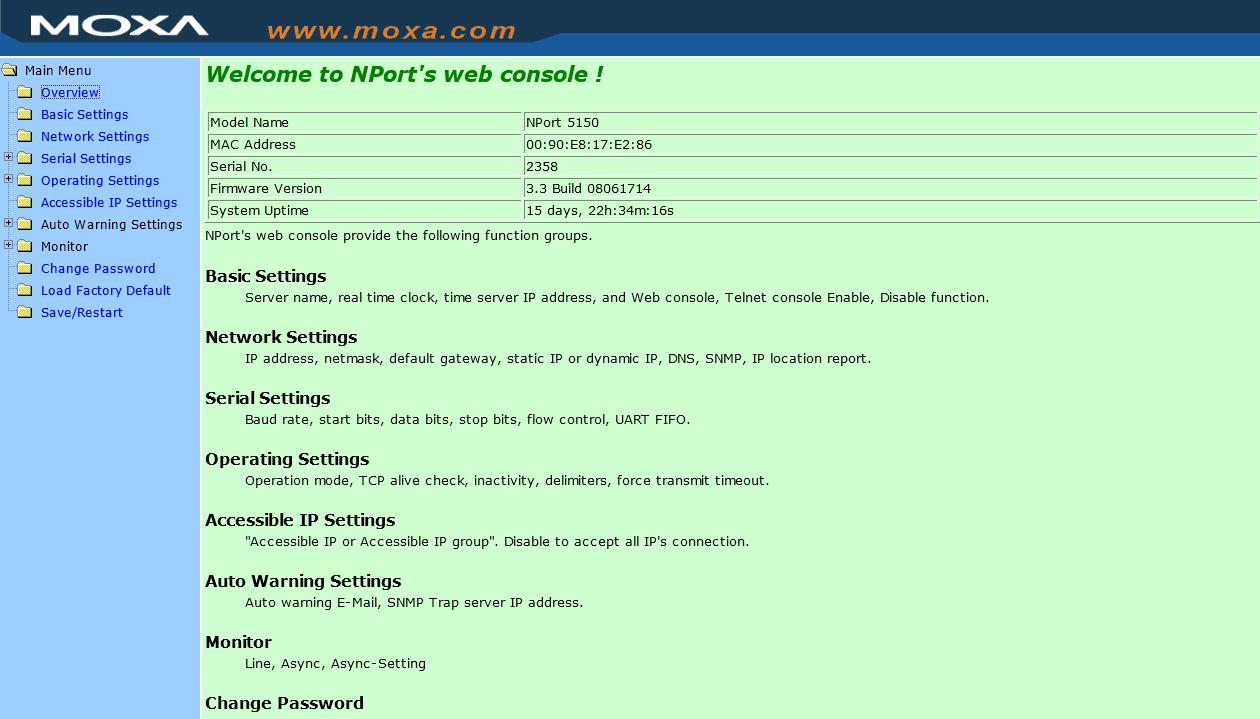 MOXA www.moxa.com
Main Menu
Overview
Basic Settings
Network Settings
Serial Settings
Operating Settings
Accessible IP Settings
Auto Warning Settings
Monitor
Change Password
Load Factory Default
Save/Restart
Welcome to NPort's web console !
Model Name NPort 5150
MAC Address 00:90:E8:17:E2:86
Serial No. 2358
Firmware Version 3.3 Build 08061714
System Uptime 15 days, 22h:34m:16s
NPort's web console provide the following function groups.
Basic Settings
Server name, real time clock, time server IP address, and Web console, Telnet console Enable, Disable function.
Network Settings
IP address, netmask, default gateway, static IP or dynamic IP, DNS, SNMP, IP location report.
Serial Settings
Baud rate, start bits, data bits, stop bits, flow control, UART FIFO.
Operating Settings
Operation mode, TCP alive check, inactivity, delimiters, force transmit timeout.
Accessible IP Settings
"Accessible IP or Accessible IP group". Disable to accept all IP's connection.
Auto Warning Settings
Auto warning E-Mail, SNMP Trap server IP address.
Monitor
Line, Async, Async-Setting
Change Password